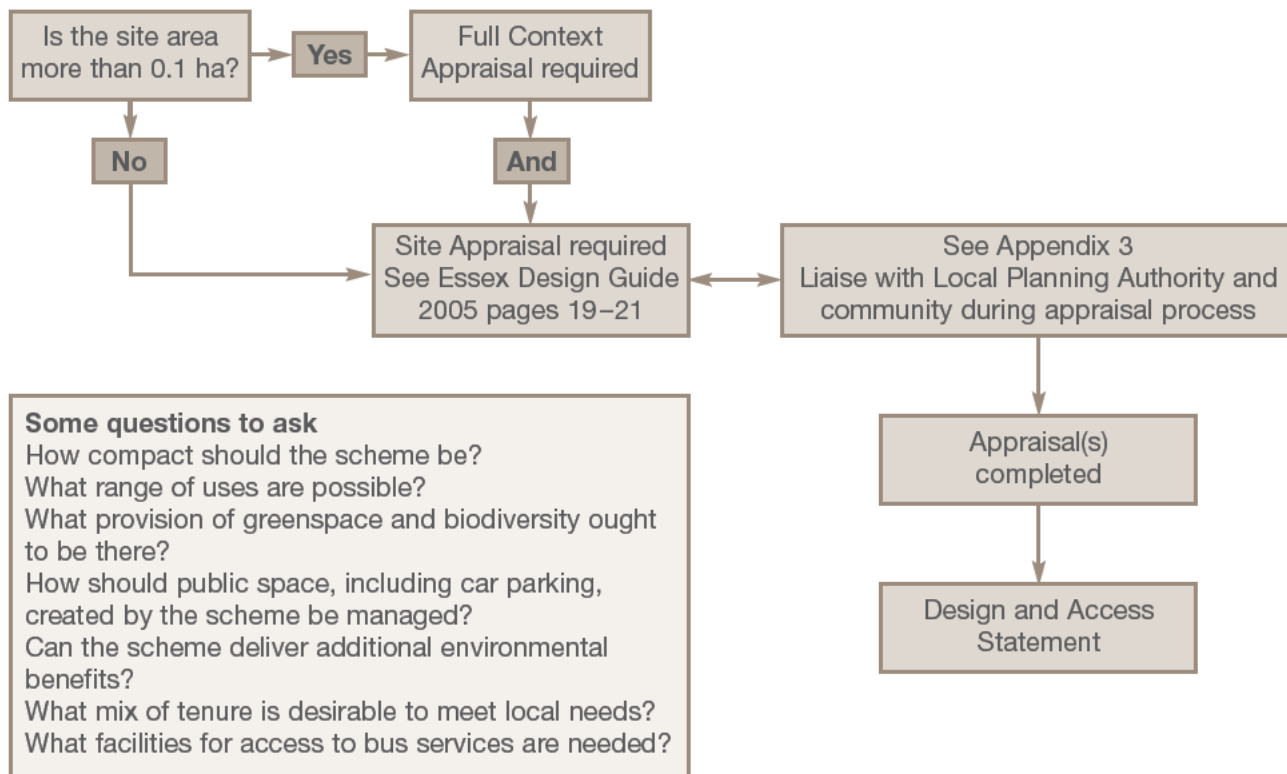 Is the site area
more than 0.1 ha?
Yes
Full Context
Appraisal required
No
And
Site Appraisal required
See Essex Design Guide
2005 pages 19–21
See Appendix 3
Liaise with Local Planning Authority and
community during appraisal process
Some questions to ask
How compact should the scheme be?
What range of uses are possible?
What provision of greenspace and biodiversity ought
to be there?
How should public space, including car parking,
created by the scheme be managed?
Can the scheme deliver additional environmental
benefits?
What mix of tenure is desirable to meet local needs?
What facilities for access to bus services are needed?
Appraisal(s)
completed
Design and Access
Statement